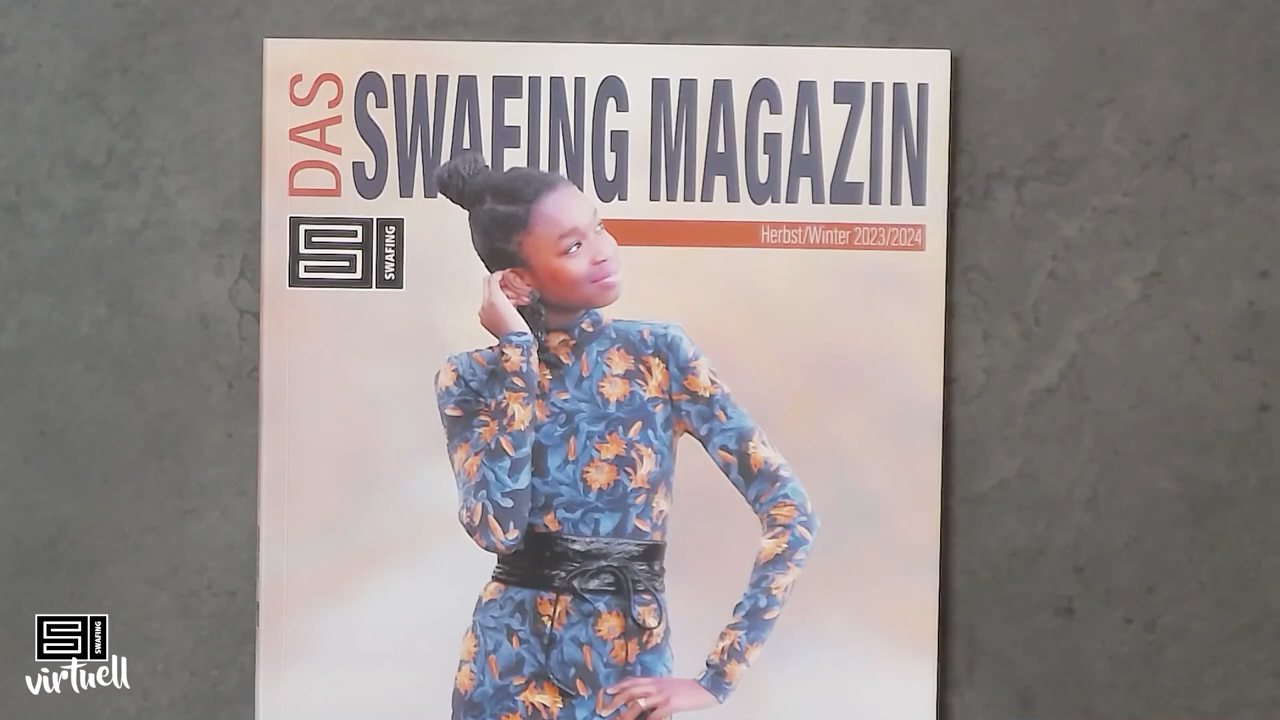 DAS
SWAFING MAGAZIN
Herbst/Winter 2023/2024
SWAFING
SWAFING
virtuell